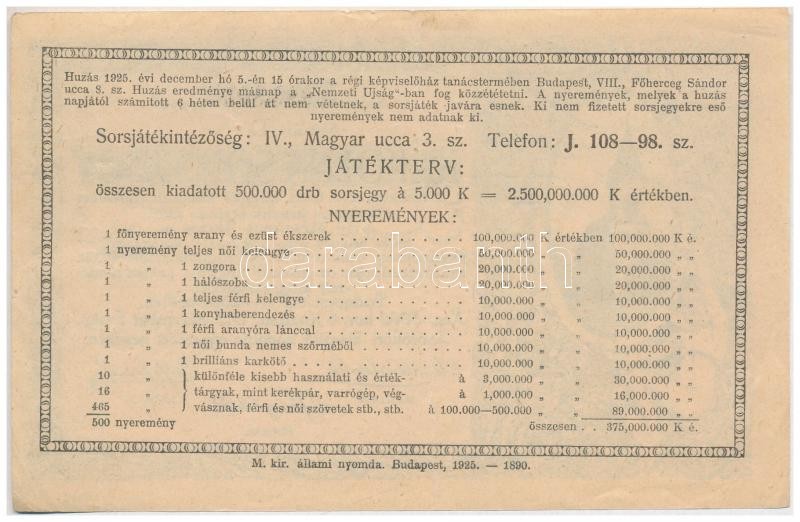 Huzás 1925. évi december hó 5.-én 15 órakor a régi képviselőház tanácstermében Budapest, VIII., Főherceg Sándor
ucca 8. sz. Huzás eredménye másnap a „Nemzeti Ujság"-ban fog közzétetetni. A nyeremények, melyek a huzás
napjától számitott 6 héten belül át nem vétetnek, a sorsjáték javára esnek. Ki nem fizetett sorsjegyekre eső
nyeremények nem adatnak ki.
Sorsjátékintézőség: IV., Magyar ucca 3. sz. Telefon: J. 108—98. sz.
JÁTÉKTERV:
összesen kiadatott 500.000 drb sorsjegy à 5.000 K = 2.500,000.000 K értékben.
NYEREMÉNYEK:
1 főnyeremény arany és ezüst ékszerek . . . . . . . . . . 100,000.000 K értékben 100,000.000 K é.
1 nyeremény teljes női kelengye . . . . . . . . . . 50,000.000 „ „ 50,000.000 „ „
1 „ 1 zongora . . . . . . . . . . 20,000.000 „ „ 20,000.000 „ „
1 „ 1 hálószoba . . . . . . . . . . 20,000.000 „ „ 20,000.000 „ „
1 „ 1 teljes férfi kelengye . . . . . . . . . . 10,000.000 „ „ 10,000.000 „ „
1 „ 1 konyhaberendezés . . . . . . . . . . 10,000.000 „ „ 10,000.000 „ „
1 „ 1 férfi aranyóra lánccal . . . . . . . . . . 10,000.000 „ „ 10,000.000 „ „
1 „ 1 női bunda nemes szőrméből . . . . . . . . 10,000.000 „ „ 10,000.000 „ „
1 „ 1 brilliáns karkötő . . . . . . . . . . 10,000.000 „ „ 10,000.000 „ „
10 „ különféle kisebb használati és érték- à 3,000.000 „ „ 30,000.000 „ „
16 „ tárgyak, mint kerékpár, varrógép, vég- à 1,000.000 „ „ 16,000.000 „ „
465 „ vásznak, férfi és női szövetek stb., stb. à 100.000—500.000 „ „ 89,000.000 „ „
500 nyeremény összesen . . 375,000.000 K é.
M. kir. állami nyomda. Budapest, 1925. — 1890.
darabanth